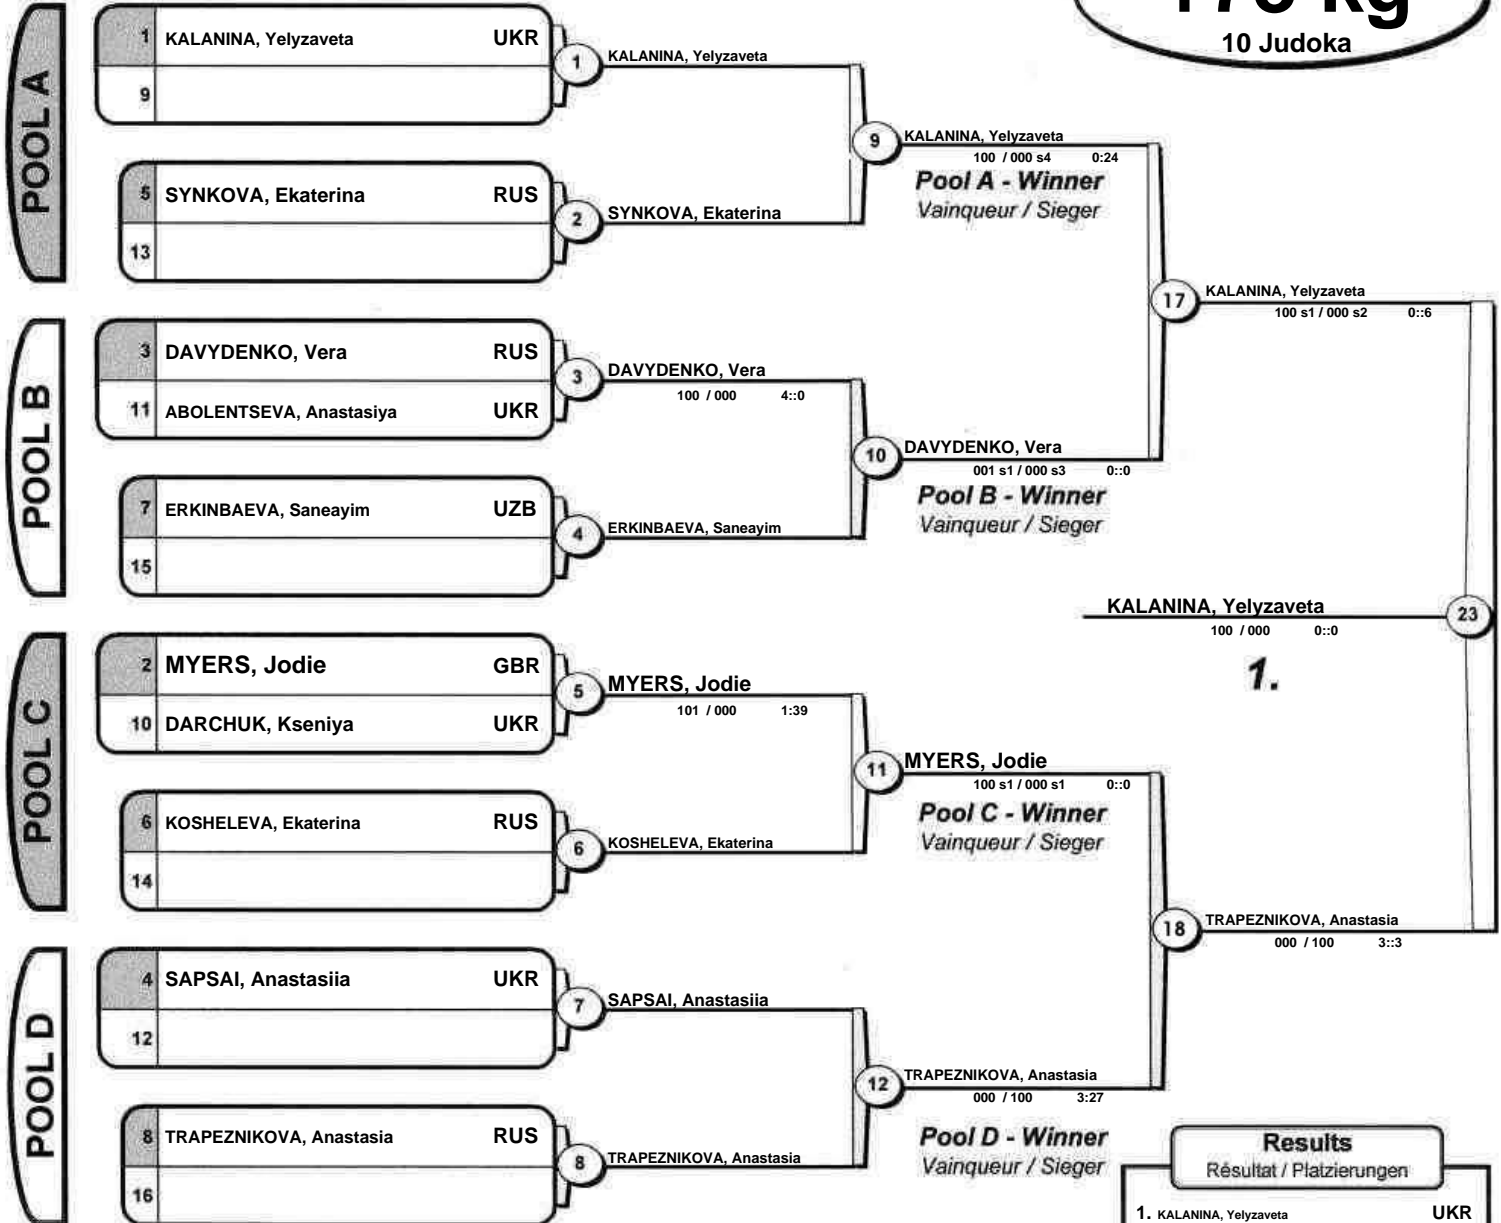 10 Judoka
POOL A
1 KALANINA, Yelyzaveta UKR
9
1
KALANINA, Yelyzaveta
5 SYNKOVA, Ekaterina RUS
13
2
SYNKOVA, Ekaterina
9
KALANINA, Yelyzaveta
100 / 000 s4 0:24
Pool A - Winner
Vainqueur / Sieger
POOL B
3 DAVYDENKO, Vera RUS
11 ABOLENTSEVA, Anastasiya UKR
3
DAVYDENKO, Vera
100 / 000 4::0
7 ERKINBAEVA, Saneayim UZB
15
4
ERKINBAEVA, Saneayim
10
DAVYDENKO, Vera
001 s1 / 000 s3 0::0
Pool B - Winner
Vainqueur / Sieger
17
KALANINA, Yelyzaveta
100 s1 / 000 s2 0::6
KALANINA, Yelyzaveta
100 / 000 0::0
23
1.
POOL C
2 MYERS, Jodie GBR
10 DARCHUK, Kseniya UKR
5
MYERS, Jodie
101 / 000 1:39
6 KOSHELEVA, Ekaterina RUS
14
6
KOSHELEVA, Ekaterina
11
MYERS, Jodie
100 s1 / 000 s1 0::0
Pool C - Winner
Vainqueur / Sieger
18
TRAPEZNIKOVA, Anastasia
000 / 100 3::3
POOL D
4 SAPSAI, Anastasiia UKR
12
7
SAPSAI, Anastasiia
8 TRAPEZNIKOVA, Anastasia RUS
16
8
TRAPEZNIKOVA, Anastasia
12
TRAPEZNIKOVA, Anastasia
000 / 100 3:27
Pool D - Winner
Vainqueur / Sieger
Results
Résultat / Platzierungen
1. KALANINA, Yelyzaveta UKR